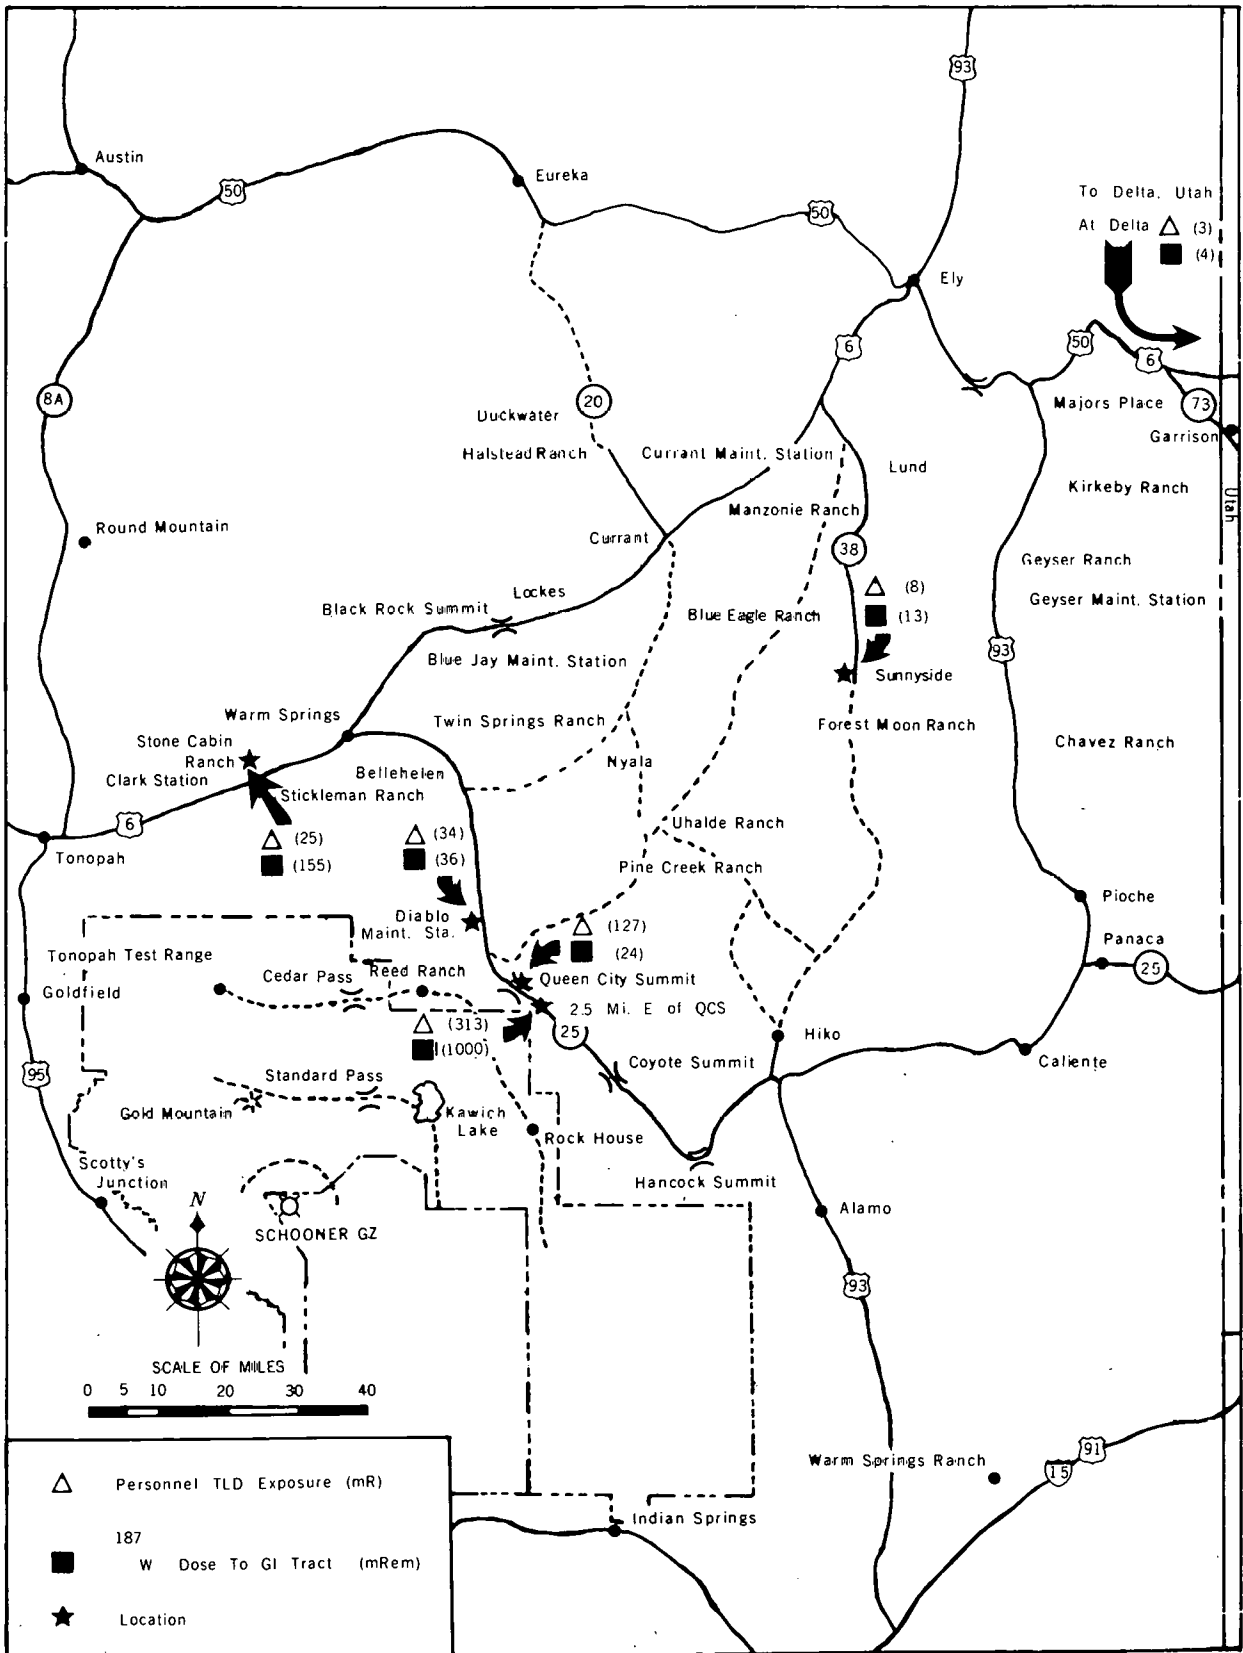 93
Austin
50
Eureka
50
To Delta, Utah
At Delta (3)
(4)
Ely
6
50
6
8A
20
Duckwater
Halstead Ranch
Currant Maint. Station
Majors Place
73
Garrison
Lund
Kirkeby Ranch
Utah
Manzonie Ranch
Round Mountain
Currant
38
Geyser Ranch
Geyser Maint. Station
Lockes
Black Rock Summit
(8)
(13)
Blue Eagle Ranch
93
Blue Jay Maint. Station
Sunnyside
Warm Springs
Twin Springs Ranch
Forest Moon Ranch
Stone Cabin
Ranch
Chavez Ranch
Clark Station
Bellehelen
Nyala
Stickleman Ranch
6
Uhalde Ranch
(25)
(155)
(34)
(36)
Tonopah
Pine Creek Ranch
Pioche
Diablo
Maint. Sta.
(127)
(24)
Panaca
25
Tonopah Test Range
Cedar Pass
Reed Ranch
Queen City Summit
Goldfield
2.5 Mi. E of QCS
(313)
(1000)
25
Hiko
Coyote Summit
Caliente
95
Standard Pass
Gold Mountain
Kawich
Lake
Rock House
Scotty's
Junction
Hancock Summit
N
SCHOONER GZ
Alamo
93
SCALE OF MILES
0 5 10 20 30 40
Warm Springs Ranch
91
15
Indian Springs
Personnel TLD Exposure (mR)
187
W Dose To GI Tract (mRem)
Location